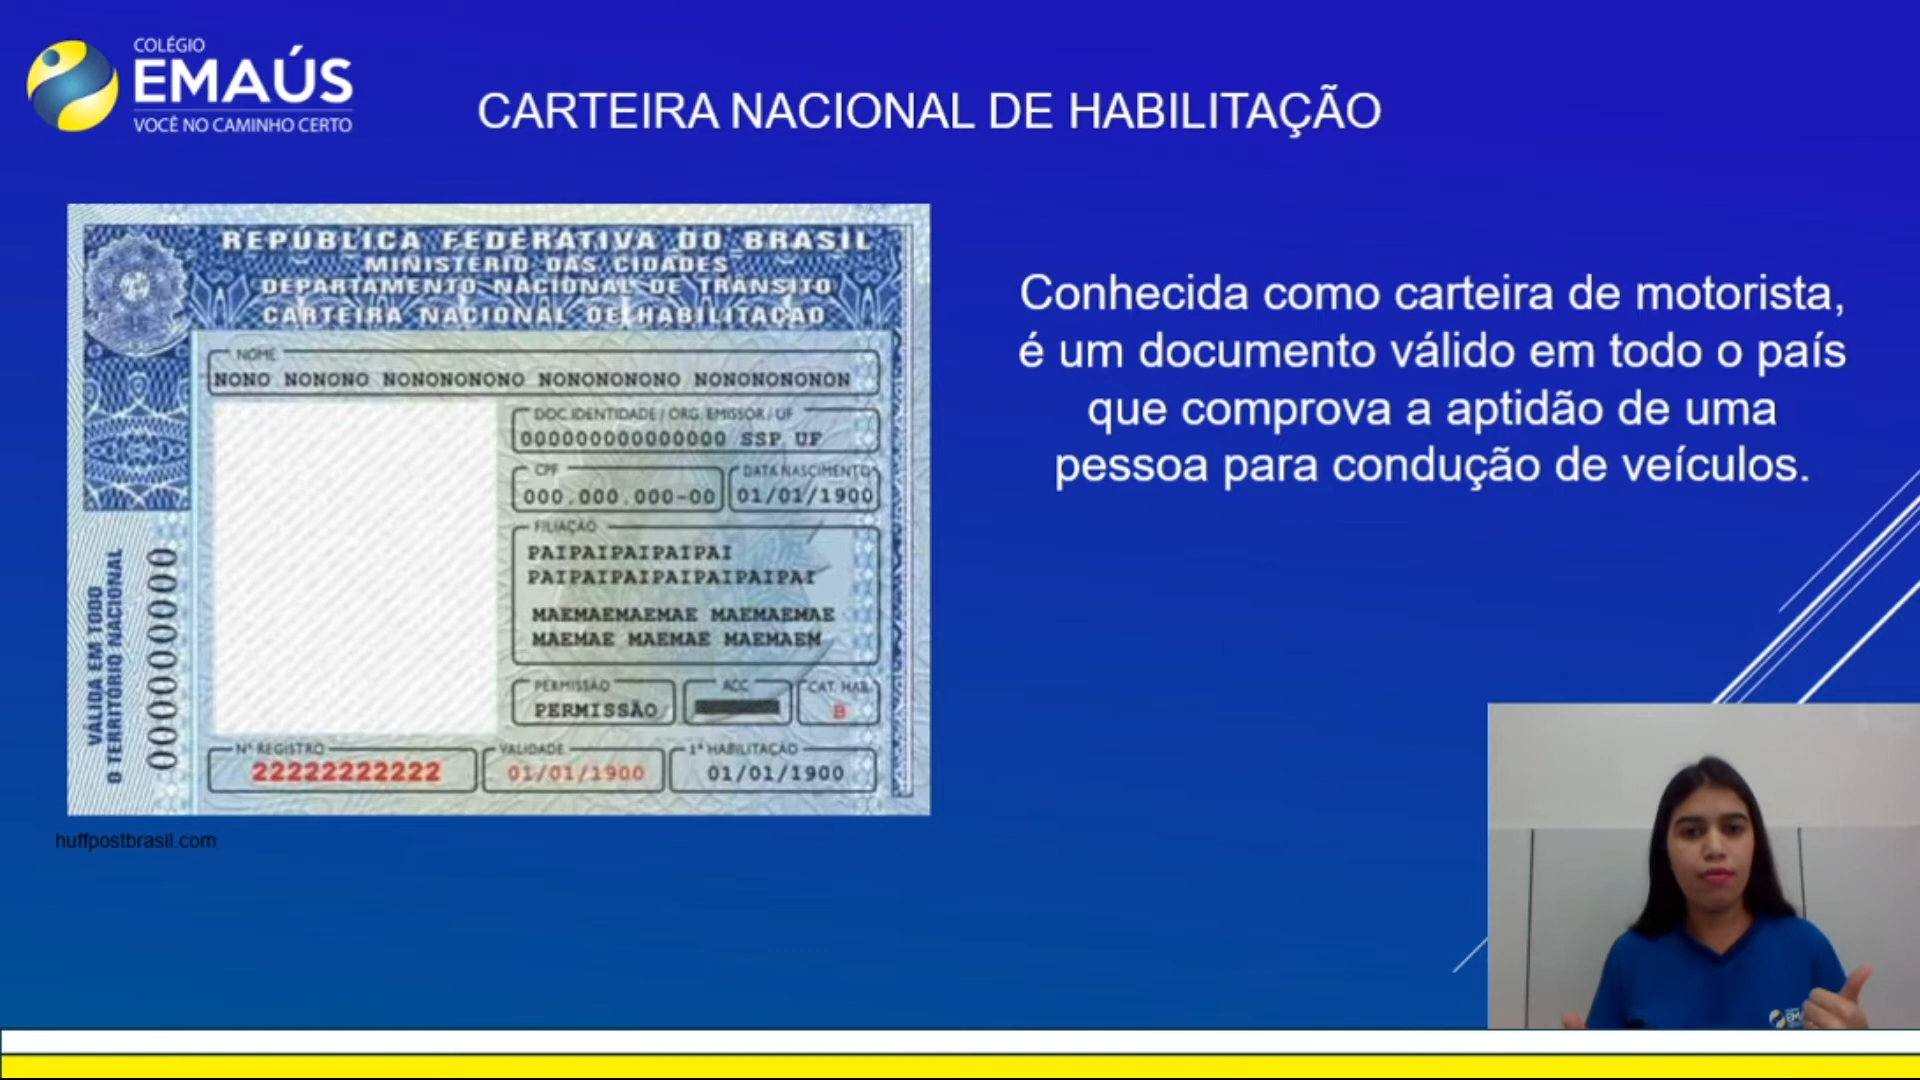 COLÉGIO
EMAÚS
VOCÊ NO CAMINHO CERTO
CARTEIRA NACIONAL DE HABILITAÇÃO
REPÚBLICA FEDERATIVA DO BRASIL
MINISTÉRIO DAS CIDADES
DEPARTAMENTO NACIONAL DE TRÂNSITO
CARTEIRA NACIONAL DE HABILITAÇÃO
NOME
NONO NONONO NONONONONO NONONONONO NONONONONON
DOC. IDENTIDADE / ORG. EMISSOR / UF
000000000000000 SSP UF
CPF
000.000.000-00
DATA NASCIMENTO
01/01/1900
FILIAÇÃO
PAIPAIPAIPAIPAI
PAIPAIPAIPAIPAIPAIPAI
MAEMAEMAEMAE MAEMAEMAE
MAEMAE MAEMAE MAEMAEM
PERMISSÃO
PERMISSÃO
ACC
CAT. HAB.
B
Nº REGISTRO
22222222222
VALIDADE
01/01/1900
1ª HABILITAÇÃO
01/01/1900
VÁLIDA EM TODO
O TERRITÓRIO NACIONAL
000000000
huffpostbrasil.com
Conhecida como carteira de motorista,
é um documento válido em todo o país
que comprova a aptidão de uma
pessoa para condução de veículos.